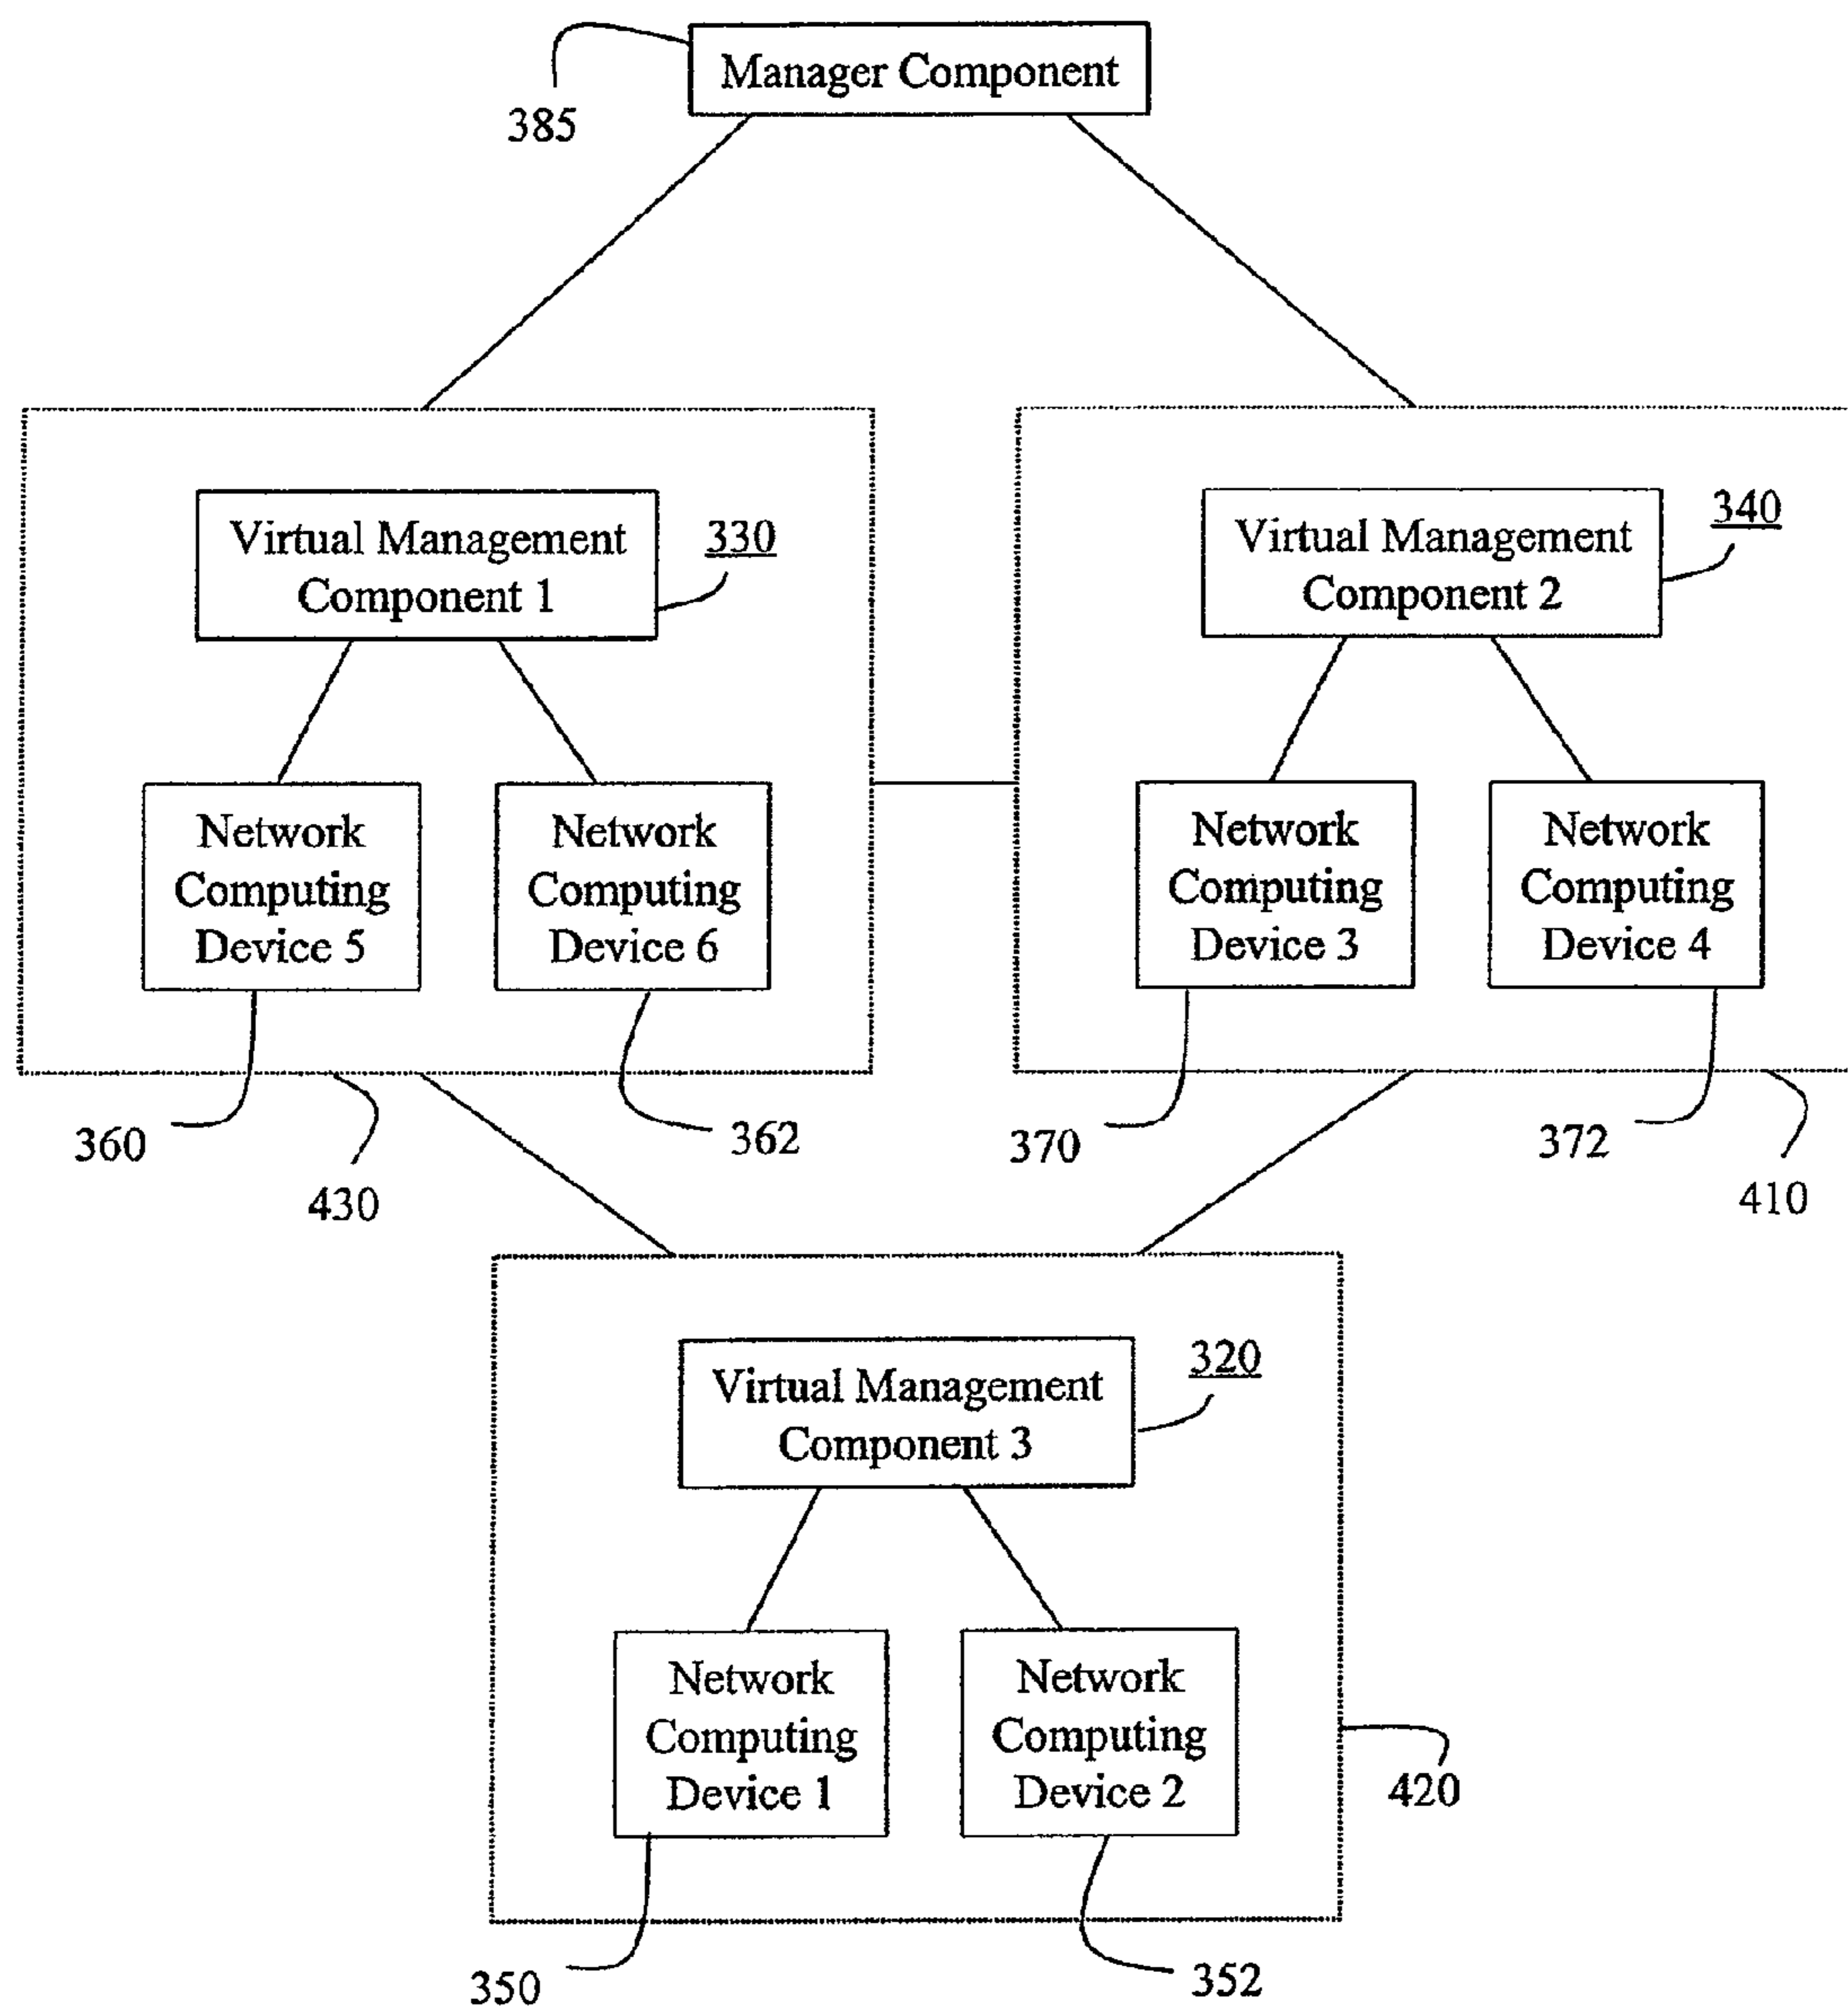 Manager Component
385
Virtual Management
Component 1
330
Virtual Management
Component 2
340
Network
Computing
Device 5
Network
Computing
Device 6
Network
Computing
Device 3
Network
Computing
Device 4
360
430
362
370
372
410
Virtual Management
Component 3
320
Network
Computing
Device 1
Network
Computing
Device 2
420
350
352